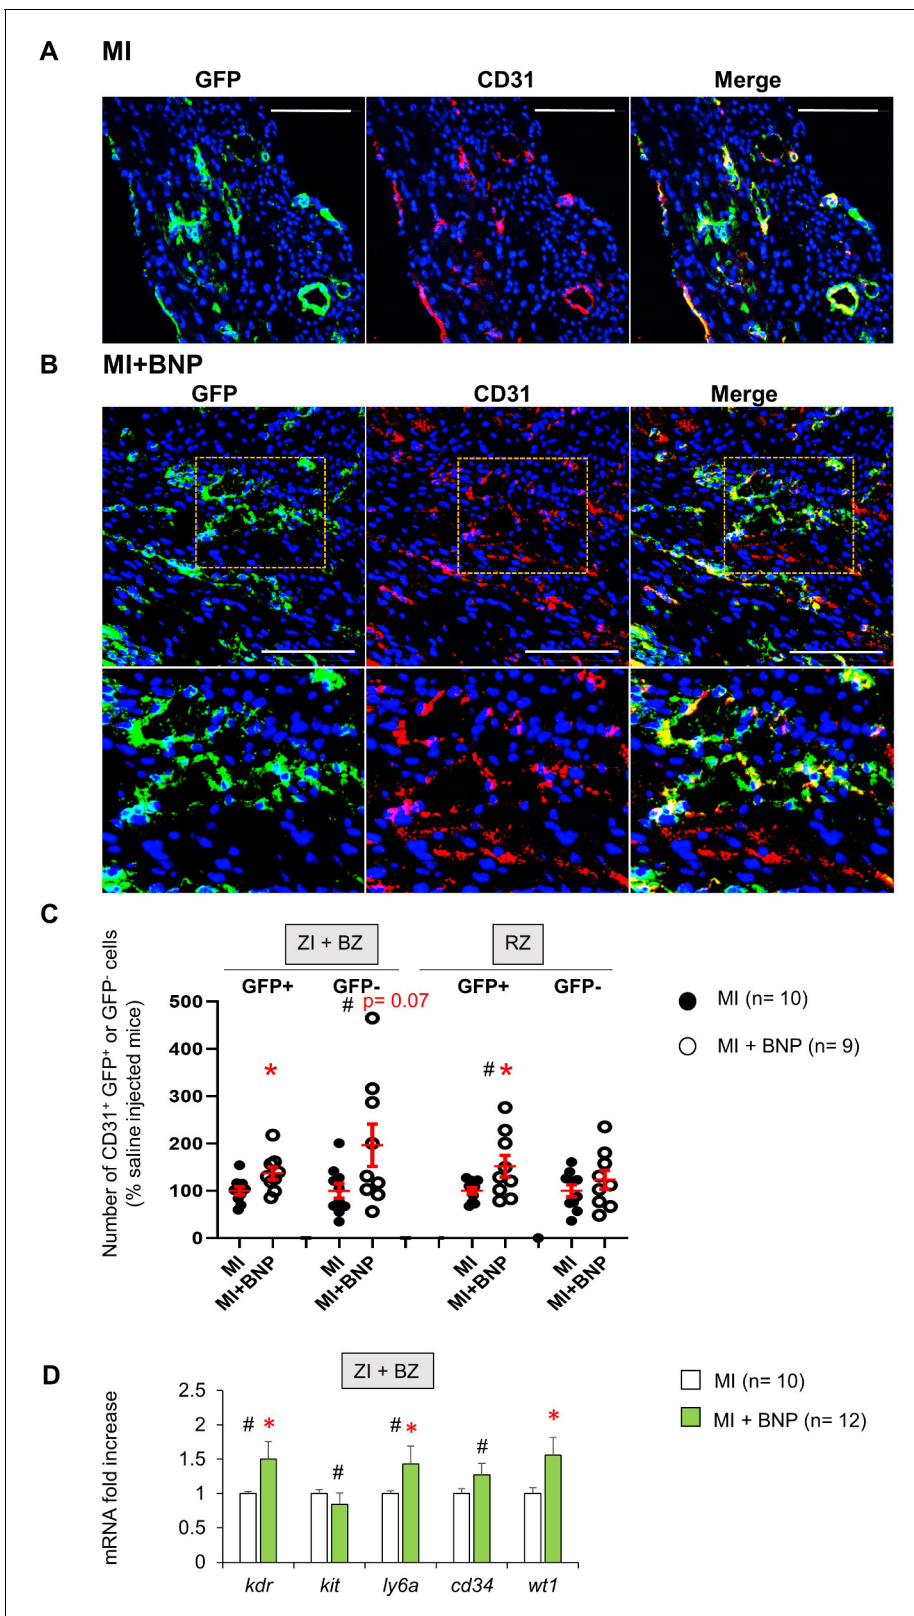 A MI
GFP CD31 Merge
B MI+BNP
GFP CD31 Merge
C
ZI + BZ RZ
GFP+ GFP- GFP+ GFP-
# p= 0.07
* # *
MI (n= 10)
MI + BNP (n= 9)
Number of CD31⁺ GFP⁺ or GFP⁻ cells
(% saline injected mice)
500
400
300
200
100
0
MI MI+BNP MI MI+BNP MI MI+BNP MI MI+BNP
D
ZI + BZ
MI (n= 10)
MI + BNP (n= 12)
mRNA fold increase
2.5
2
1.5
1
0.5
0
# * # # * # *
kdr kit ly6a cd34 wt1